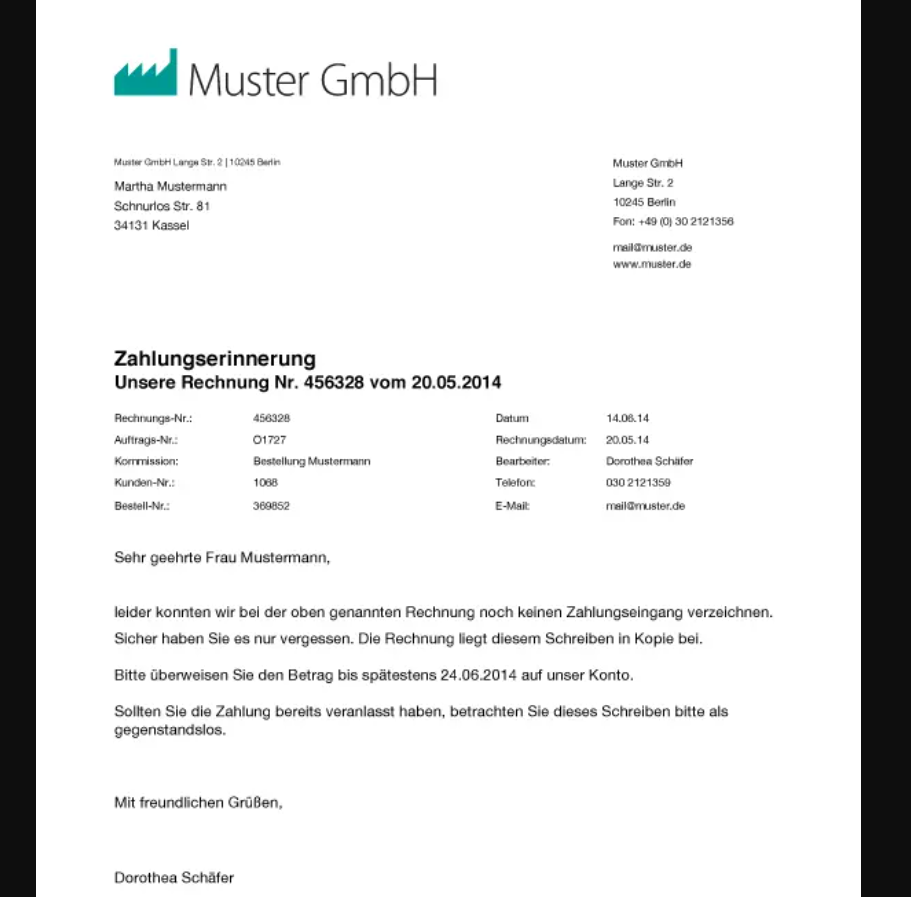 Muster GmbH
Muster GmbH Lange Str. 2 | 10245 Berlin
Martha Mustermann
Schnurlos Str. 81
34131 Kassel
Muster GmbH
Lange Str. 2
10245 Berlin
Fon: +49 (0) 30 2121356
mail@muster.de
www.muster.de
Zahlungserinnerung
Unsere Rechnung Nr. 456328 vom 20.05.2014
Rechnungs-Nr.: 456328 Datum 14.06.14
Auftrags-Nr.: O1727 Rechnungsdatum: 20.05.14
Kommission: Bestellung Mustermann Bearbeiter: Dorothea Schäfer
Kunden-Nr.: 1068 Telefon: 030 2121359
Bestell-Nr.: 369852 E-Mail: mail@muster.de
Sehr geehrte Frau Mustermann,
leider konnten wir bei der oben genannten Rechnung noch keinen Zahlungseingang verzeichnen.
Sicher haben Sie es nur vergessen. Die Rechnung liegt diesem Schreiben in Kopie bei.
Bitte überweisen Sie den Betrag bis spätestens 24.06.2014 auf unser Konto.
Sollten Sie die Zahlung bereits veranlasst haben, betrachten Sie dieses Schreiben bitte als
gegenstandslos.
Mit freundlichen Grüßen,
Dorothea Schäfer